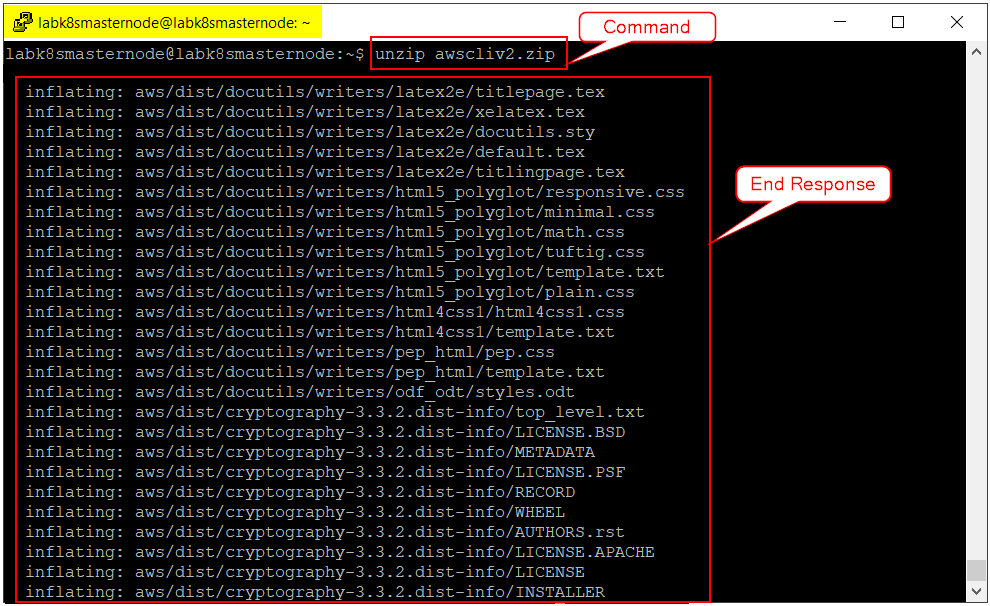 labk8smasternode@labk8smasternode: ~
Command
labk8smasternode@labk8smasternode:~$ unzip awscliv2.zip
inflating: aws/dist/docutils/writers/latex2e/titlepage.tex
inflating: aws/dist/docutils/writers/latex2e/xelatex.tex
inflating: aws/dist/docutils/writers/latex2e/docutils.sty
inflating: aws/dist/docutils/writers/latex2e/default.tex
inflating: aws/dist/docutils/writers/latex2e/titlingpage.tex
End Response
inflating: aws/dist/docutils/writers/html5_polyglot/responsive.css
inflating: aws/dist/docutils/writers/html5_polyglot/minimal.css
inflating: aws/dist/docutils/writers/html5_polyglot/math.css
inflating: aws/dist/docutils/writers/html5_polyglot/tuftig.css
inflating: aws/dist/docutils/writers/html5_polyglot/template.txt
inflating: aws/dist/docutils/writers/html5_polyglot/plain.css
inflating: aws/dist/docutils/writers/html4css1/html4css1.css
inflating: aws/dist/docutils/writers/html4css1/template.txt
inflating: aws/dist/docutils/writers/pep_html/pep.css
inflating: aws/dist/docutils/writers/pep_html/template.txt
inflating: aws/dist/docutils/writers/odf_odt/styles.odt
inflating: aws/dist/cryptography-3.3.2.dist-info/top_level.txt
inflating: aws/dist/cryptography-3.3.2.dist-info/LICENSE.BSD
inflating: aws/dist/cryptography-3.3.2.dist-info/METADATA
inflating: aws/dist/cryptography-3.3.2.dist-info/LICENSE.PSF
inflating: aws/dist/cryptography-3.3.2.dist-info/RECORD
inflating: aws/dist/cryptography-3.3.2.dist-info/WHEEL
inflating: aws/dist/cryptography-3.3.2.dist-info/AUTHORS.rst
inflating: aws/dist/cryptography-3.3.2.dist-info/LICENSE.APACHE
inflating: aws/dist/cryptography-3.3.2.dist-info/LICENSE
inflating: aws/dist/cryptography-3.3.2.dist-info/INSTALLER